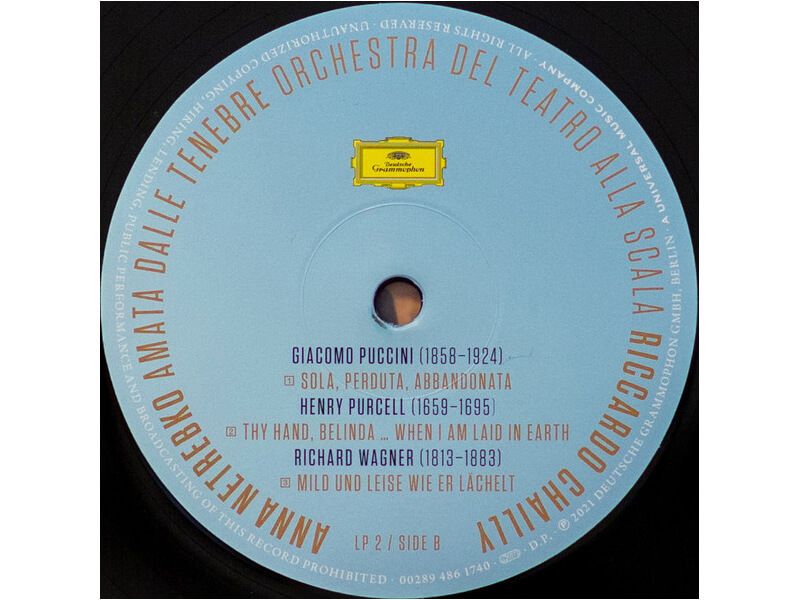 ANNA NETREBKO AMATA DALLE TENEBRE ORCHESTRA DEL TEATRO ALLA SCALA RICCARDO CHAILLY
Deutsche
Grammophon
GIACOMO PUCCINI (1858–1924)
1 SOLA, PERDUTA, ABBANDONATA
HENRY PURCELL (1659–1695)
2 THY HAND, BELINDA … WHEN I AM LAID IN EARTH
RICHARD WAGNER (1813–1883)
3 MILD UND LEISE WIE ER LÄCHELT
LP 2 / SIDE B
00289 486 1740 · D.P. · ℗ 2021 DEUTSCHE GRAMMOPHON GMBH, BERLIN · A UNIVERSAL MUSIC COMPANY · ALL RIGHTS RESERVED · UNAUTHORIZED COPYING, HIRING, LENDING, PUBLIC PERFORMANCE AND BROADCASTING OF THIS RECORD PROHIBITED ·